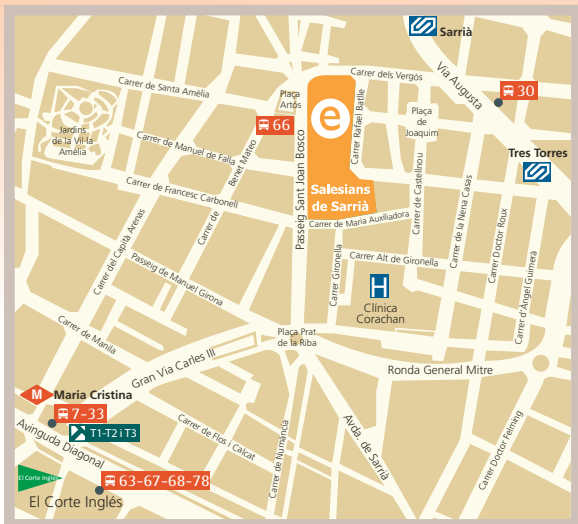 Sarrià
Via Augusta
30
Carrer dels Vergós
Carrer de Santa Amèlia
Plaça
Artós
e
Carrer Rafael Batlle
66
Plaça
de Joaquim
Jardins
de la Vil·la
Amèlia
Carrer de Manuel de Falla
Benet Mateo
Carrer de
Tres Torres
Passeig Sant Joan Bosco
Carrer de Castellnou
Carrer de Francesc Carbonell
Salesians
de Sarrià
Carrer de Maria Auxiliadora
Carrer de la Nena Casas
Carrer Doctor Roux
Carrer del Capità Arenas
Carrer d'Àngel Guimerà
Carrer Gironella
Carrer Alt de Gironella
Passeig de Manuel Girona
H
Clínica
Corachan
Carrer de Manila
Plaça Prat
de la Riba
Gran Via Carles III
Ronda General Mitre
M
Maria Cristina
7-33
T1-T2 i T3
Avinguda Diagonal
Carrer de Flos i Calcat
Carrer de Numància
Avda. de Sarrià
Carrer Doctor Fleming
El Corte Inglés
63-67-68-78
El Corte Inglés